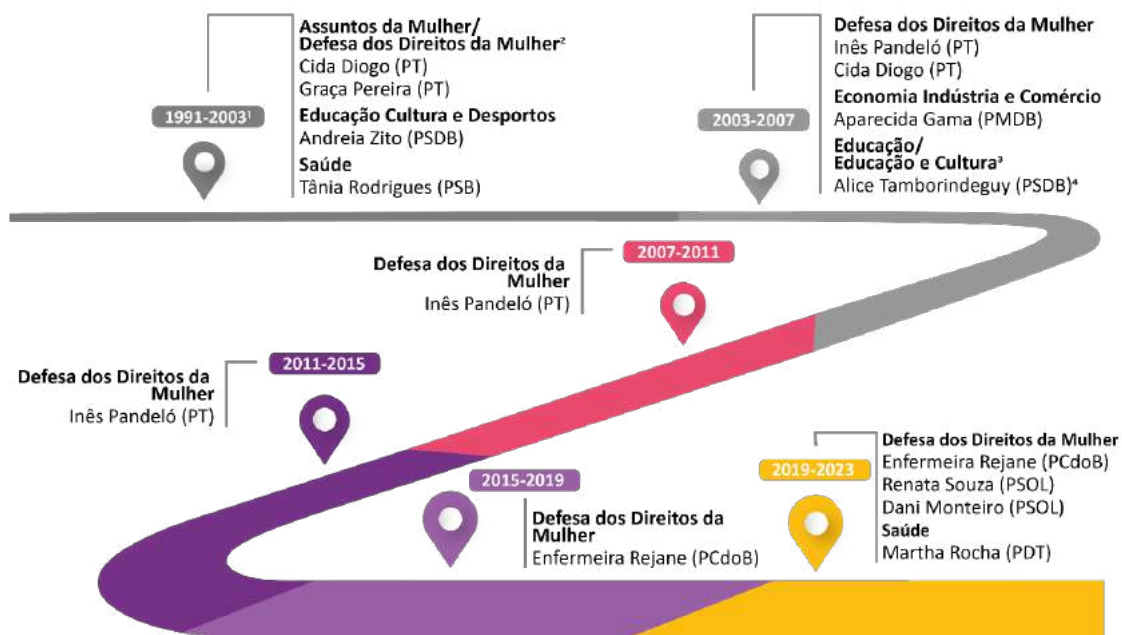 1991-2003¹
Assuntos da Mulher/
Defesa dos Direitos da Mulher²
Cida Diogo (PT)
Graça Pereira (PT)
Educação Cultura e Desportos
Andreia Zito (PSDB)
Saúde
Tânia Rodrigues (PSB)
2003-2007
Defesa dos Direitos da Mulher
Inês Pandeló (PT)
Cida Diogo (PT)
Economia Indústria e Comércio
Aparecida Gama (PMDB)
Educação/
Educação e Cultura³
Alice Tamborindeguy (PSDB)⁴
2007-2011
Defesa dos Direitos da
Mulher
Inês Pandeló (PT)
2011-2015
Defesa dos Direitos da
Mulher
Inês Pandeló (PT)
2015-2019
Defesa dos Direitos da
Mulher
Enfermeira Rejane (PCdoB)
2019-2023
Defesa dos Direitos da Mulher
Enfermeira Rejane (PCdoB)
Renata Souza (PSOL)
Dani Monteiro (PSOL)
Saúde
Martha Rocha (PDT)